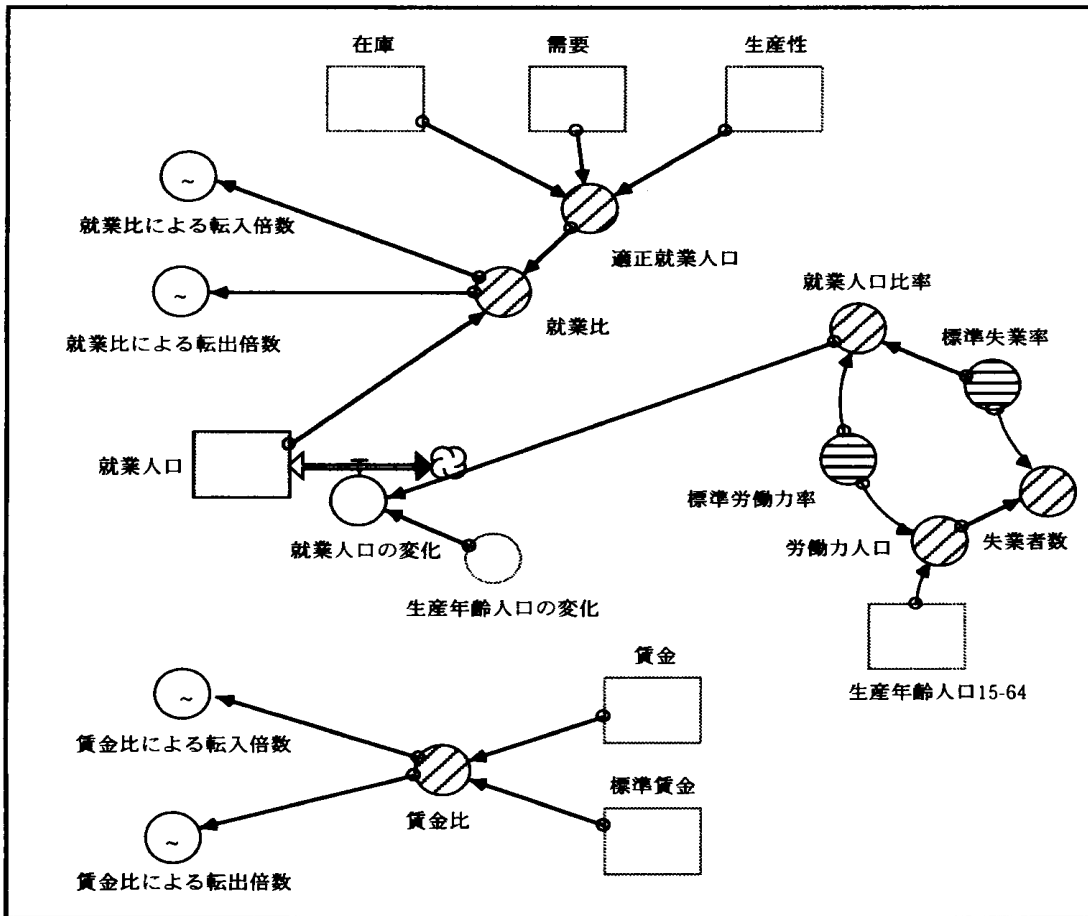 在庫
需要
生産性
~
就業比による転入倍数
適正就業人口
~
就業比による転出倍数
就業比
就業人口比率
標準失業率
就業人口
標準労働力率
就業人口の変化
労働力人口
失業者数
生産年齢人口の変化
生産年齢人口15-64
賃金
~
賃金比による転入倍数
標準賃金
賃金比
~
賃金比による転出倍数